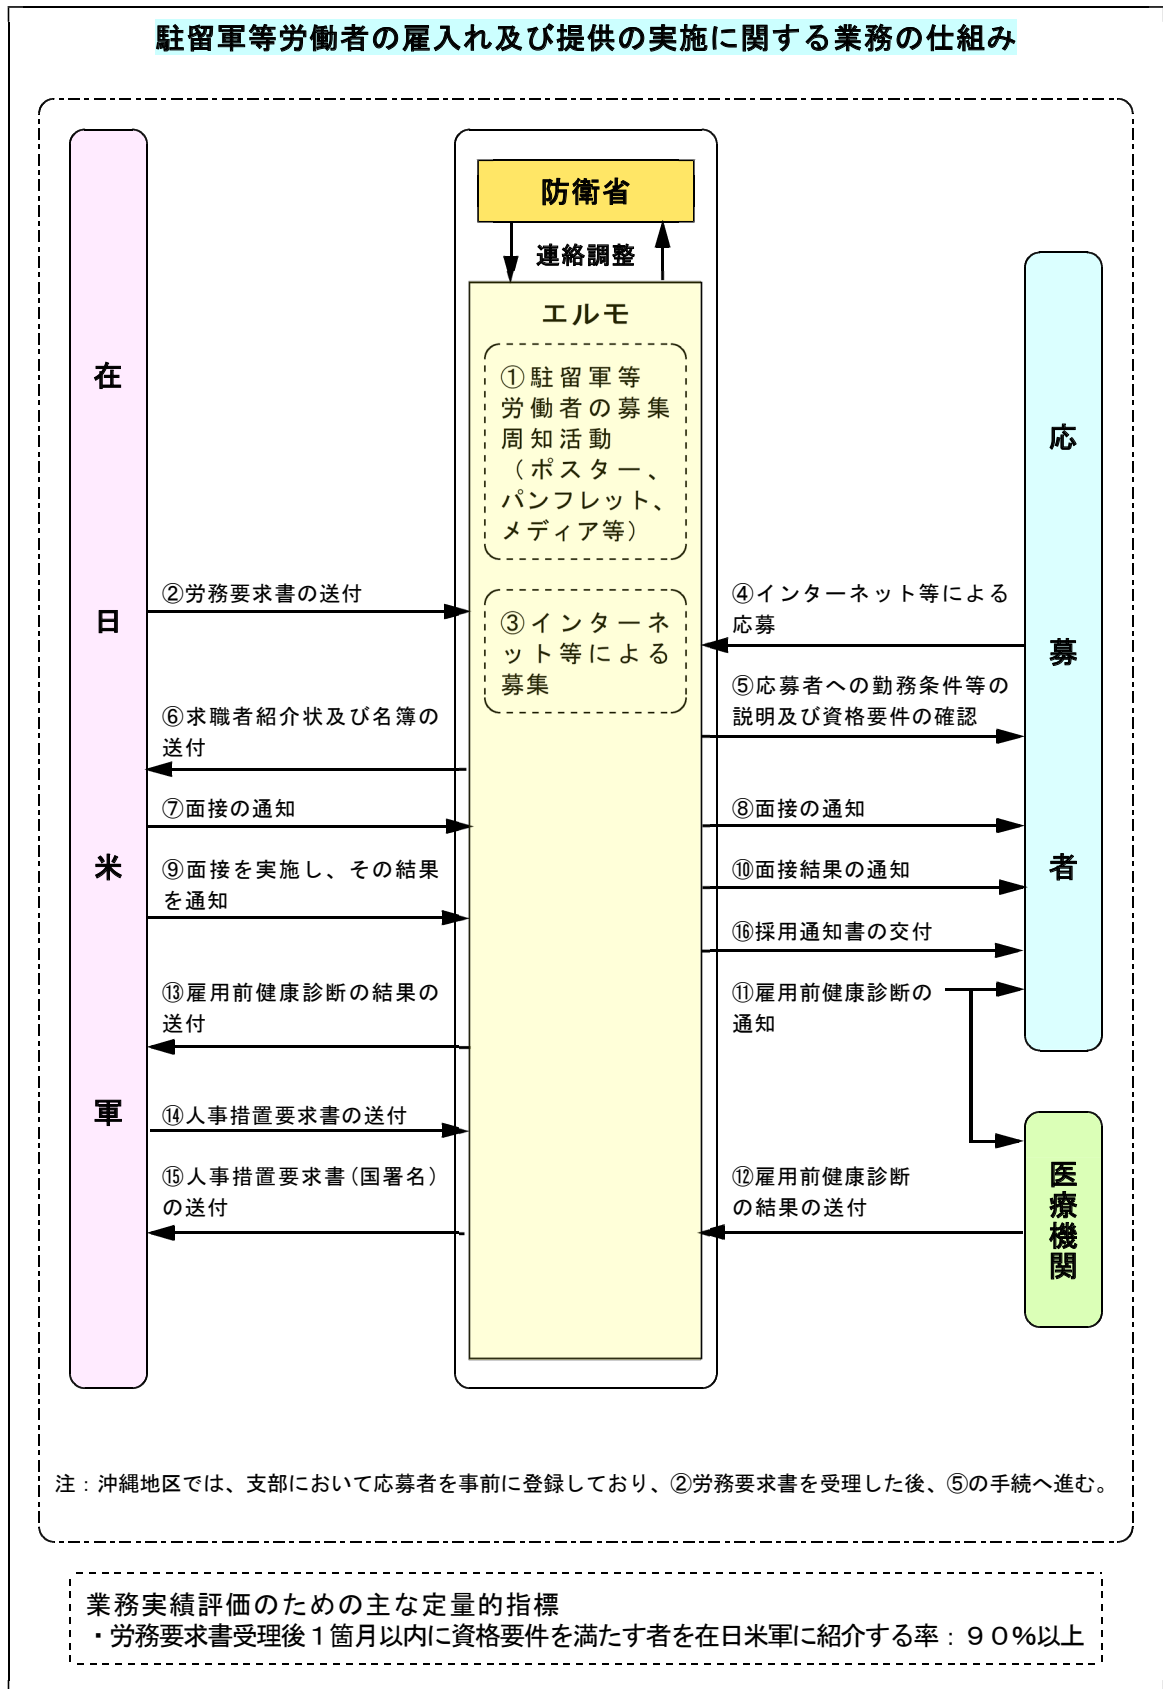 駐留軍等労働者の雇入れ及び提供の実施に関する業務の仕組み
防衛省
連絡調整
エルモ
①駐留軍等
労働者の募集
周知活動
（ポスター、
パンフレット、
メディア等）
③インターネ
ット等による
募集
在日米軍
②労務要求書の送付
⑥求職者紹介状及び名簿の
送付
⑦面接の通知
⑨面接を実施し、その結果
を通知
⑬雇用前健康診断の結果の
送付
⑭人事措置要求書の送付
⑮人事措置要求書(国署名)
の送付
④インターネット等による
応募
⑤応募者への勤務条件等の
説明及び資格要件の確認
⑧面接の通知
⑩面接結果の通知
⑯採用通知書の交付
⑪雇用前健康診断の
通知
⑫雇用前健康診断
の結果の送付
応募者
医療機関
注：沖縄地区では、支部において応募者を事前に登録しており、②労務要求書を受理した後、⑤の手続へ進む。
業務実績評価のための主な定量的指標
・労務要求書受理後１箇月以内に資格要件を満たす者を在日米軍に紹介する率：９０％以上